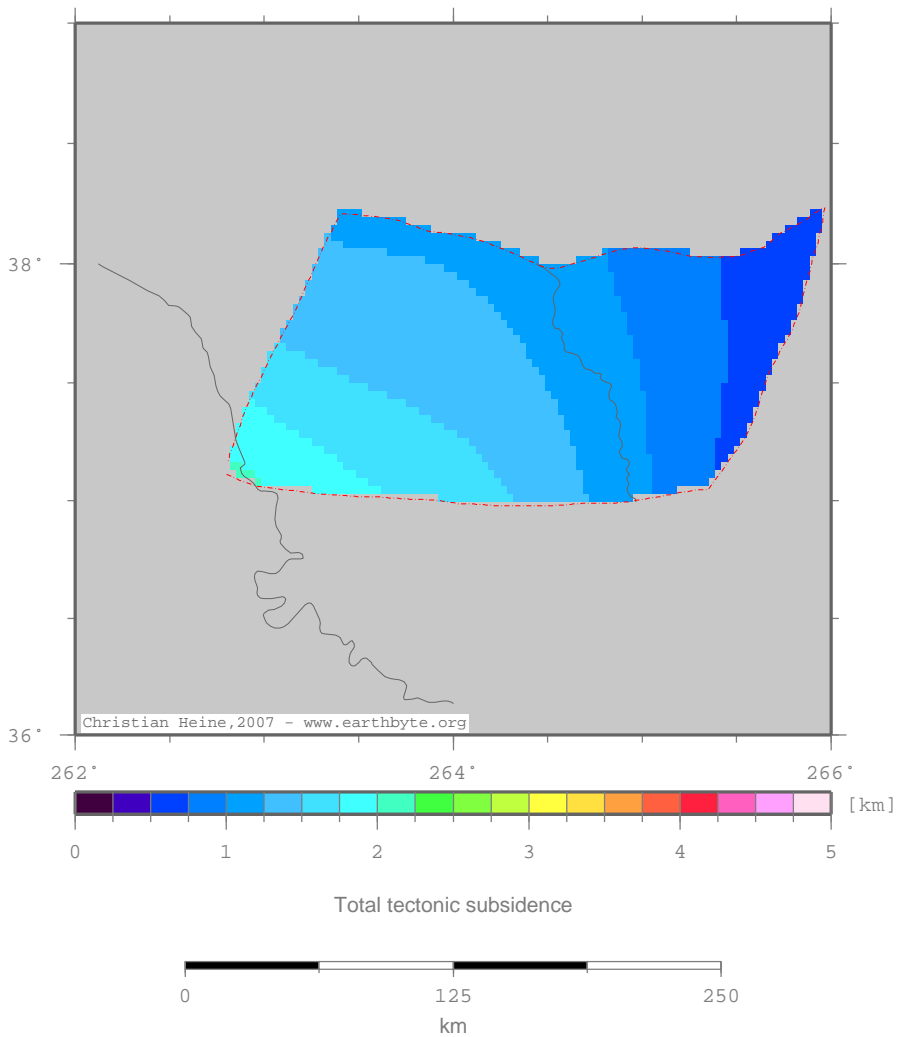 38°
36°
Christian Heine,2007 - www.earthbyte.org
262° 264° 266°
[km]
0 1 2 3 4 5
Total tectonic subsidence
0 125 250
km